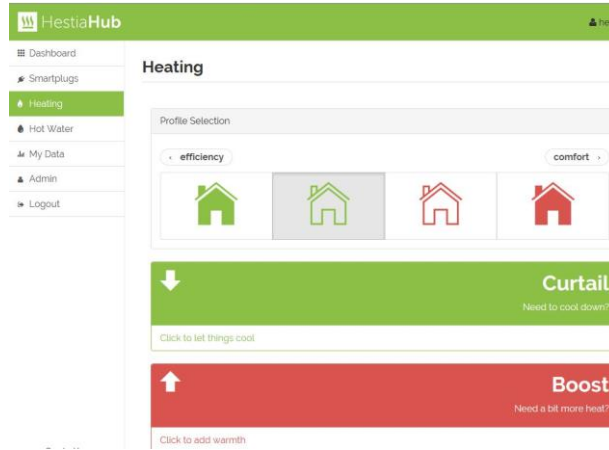 HestiaHub
he
Dashboard
Smartplugs
Heating
Hot Water
My Data
Admin
Logout
Heating
Profile Selection
‹ efficiency
comfort ›
Curtail
Need to cool down?
Click to let things cool
Boost
Need a bit more heat?
Click to add warmth